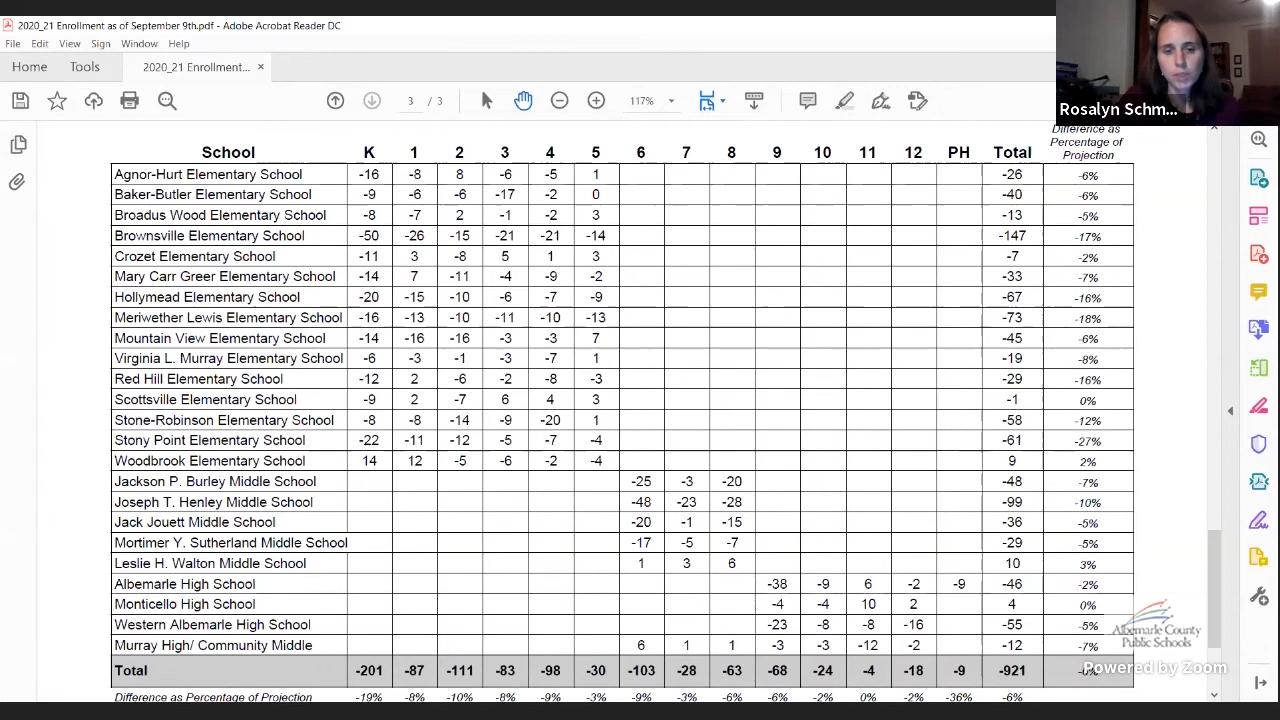 2020_21 Enrollment as of September 9th.pdf - Adobe Acrobat Reader DC
File Edit View Sign Window Help
Home Tools 2020_21 Enrollment... ×
3 / 3 117%
Rosalyn Schm...
Difference as
Percentage of
Projection
School K 1 2 3 4 5 6 7 8 9 10 11 12 PH Total
Agnor-Hurt Elementary School -16 -8 8 -6 -5 1 -26 -6%
Baker-Butler Elementary School -9 -6 -6 -17 -2 0 -40 -6%
Broadus Wood Elementary School -8 -7 2 -1 -2 3 -13 -5%
Brownsville Elementary School -50 -26 -15 -21 -21 -14 -147 -17%
Crozet Elementary School -11 3 -8 5 1 3 -7 -2%
Mary Carr Greer Elementary School -14 7 -11 -4 -9 -2 -33 -7%
Hollymead Elementary School -20 -15 -10 -6 -7 -9 -67 -16%
Meriwether Lewis Elementary School -16 -13 -10 -11 -10 -13 -73 -18%
Mountain View Elementary School -14 -16 -16 -3 -3 7 -45 -6%
Virginia L. Murray Elementary School -6 -3 -1 -3 -7 1 -19 -8%
Red Hill Elementary School -12 2 -6 -2 -8 -3 -29 -16%
Scottsville Elementary School -9 2 -7 6 4 3 -1 0%
Stone-Robinson Elementary School -8 -8 -14 -9 -20 1 -58 -12%
Stony Point Elementary School -22 -11 -12 -5 -7 -4 -61 -27%
Woodbrook Elementary School 14 12 -5 -6 -2 -4 9 2%
Jackson P. Burley Middle School -25 -3 -20 -48 -7%
Joseph T. Henley Middle School -48 -23 -28 -99 -10%
Jack Jouett Middle School -20 -1 -15 -36 -5%
Mortimer Y. Sutherland Middle School -17 -5 -7 -29 -5%
Leslie H. Walton Middle School 1 3 6 10 3%
Albemarle High School -38 -9 6 -2 -9 -46 -2%
Monticello High School -4 -4 10 2 4 0%
Western Albemarle High School -23 -8 -8 -16 -55 -5%
Murray High/ Community Middle 6 1 1 -3 -3 -12 -2 -12 -7%
Total -201 -87 -111 -83 -98 -30 -103 -28 -63 -68 -24 -4 -18 -9 -921
Difference as Percentage of Projection -19% -8% -10% -8% -9% -3% -9% -3% -6% -6% -2% 0% -2% -36% -6%
Albemarle County
Public Schools
Powered by Zoom